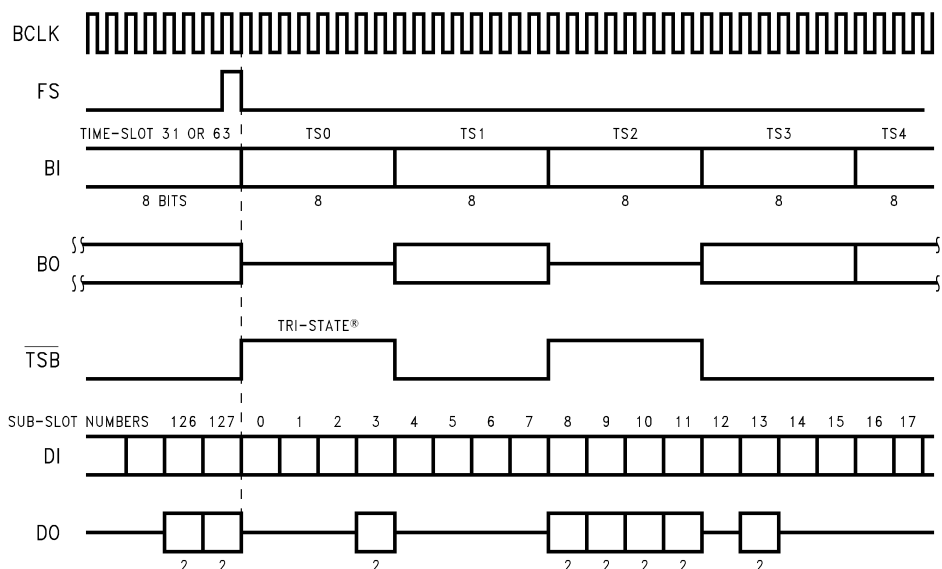 BCLK
FS
TIME-SLOT 31 OR 63 TS0 TS1 TS2 TS3 TS4
BI
8 BITS 8 8 8 8 8
BO
TRI-STATE®
TSB
SUB-SLOT NUMBERS 126 127 0 1 2 3 4 5 6 7 8 9 10 11 12 13 14 15 16 17
DI
DO
2 2 2 2 2 2 2 2